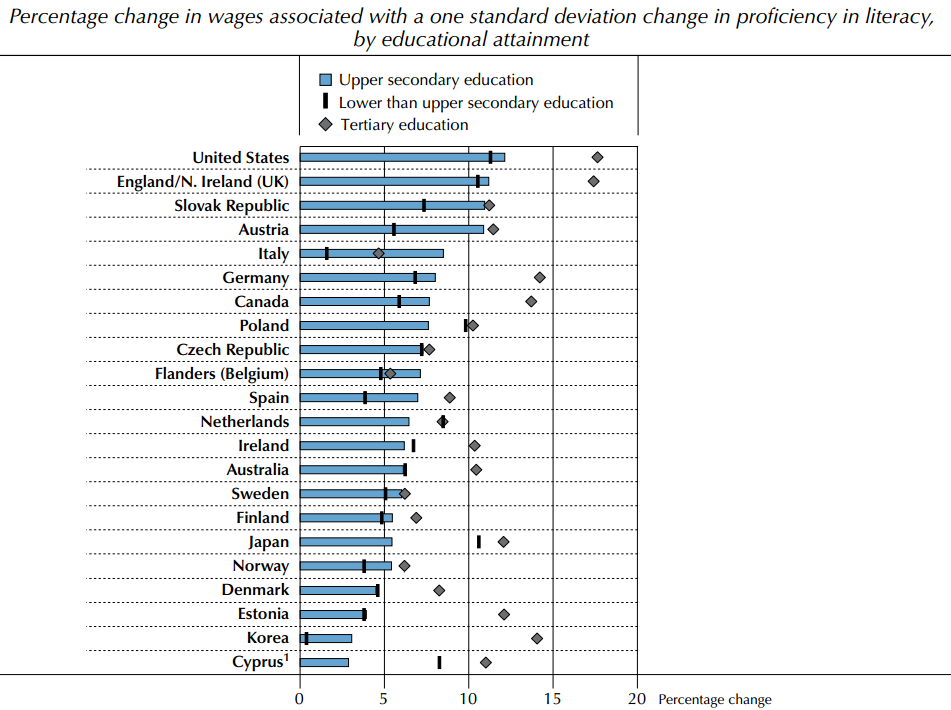 Percentage change in wages associated with a one standard deviation change in proficiency in literacy,
by educational attainment
Upper secondary education
Lower than upper secondary education
Tertiary education
United States
England/N. Ireland (UK)
Slovak Republic
Austria
Italy
Germany
Canada
Poland
Czech Republic
Flanders (Belgium)
Spain
Netherlands
Ireland
Australia
Sweden
Finland
Japan
Norway
Denmark
Estonia
Korea
Cyprus¹
0 5 10 15 20 Percentage change